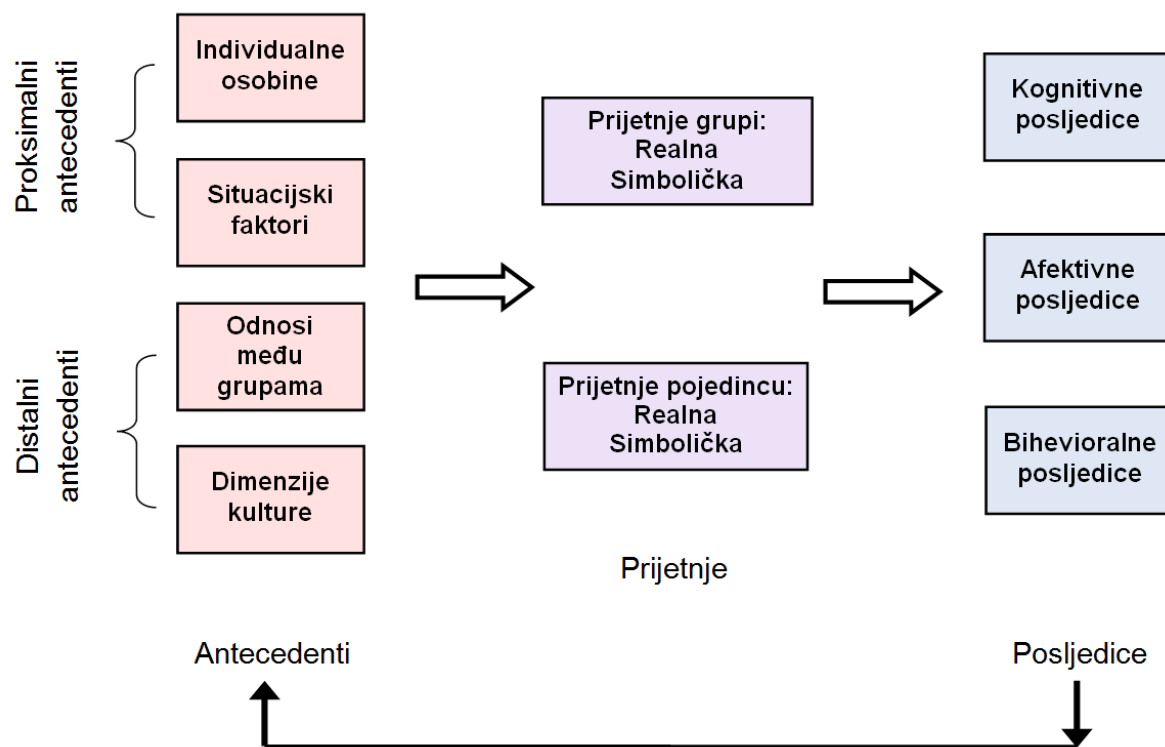 Proksimalni
antecedenti
Individualne
osobine
Situacijski
faktori
Distalni
antecedenti
Odnosi
među
grupama
Dimenzije
kulture
Antecedenti
Prijetnje grupi:
Realna
Simbolička
Prijetnje pojedincu:
Realna
Simbolička
Prijetnje
Kognitivne
posljedice
Afektivne
posljedice
Bihevioralne
posljedice
Posljedice